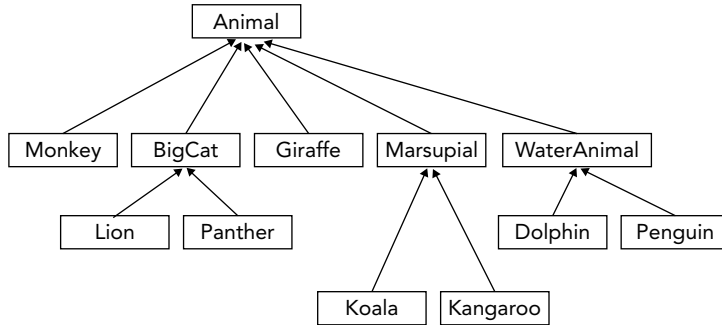 Animal
Monkey
BigCat
Giraffe
Marsupial
WaterAnimal
Lion
Panther
Dolphin
Penguin
Koala
Kangaroo